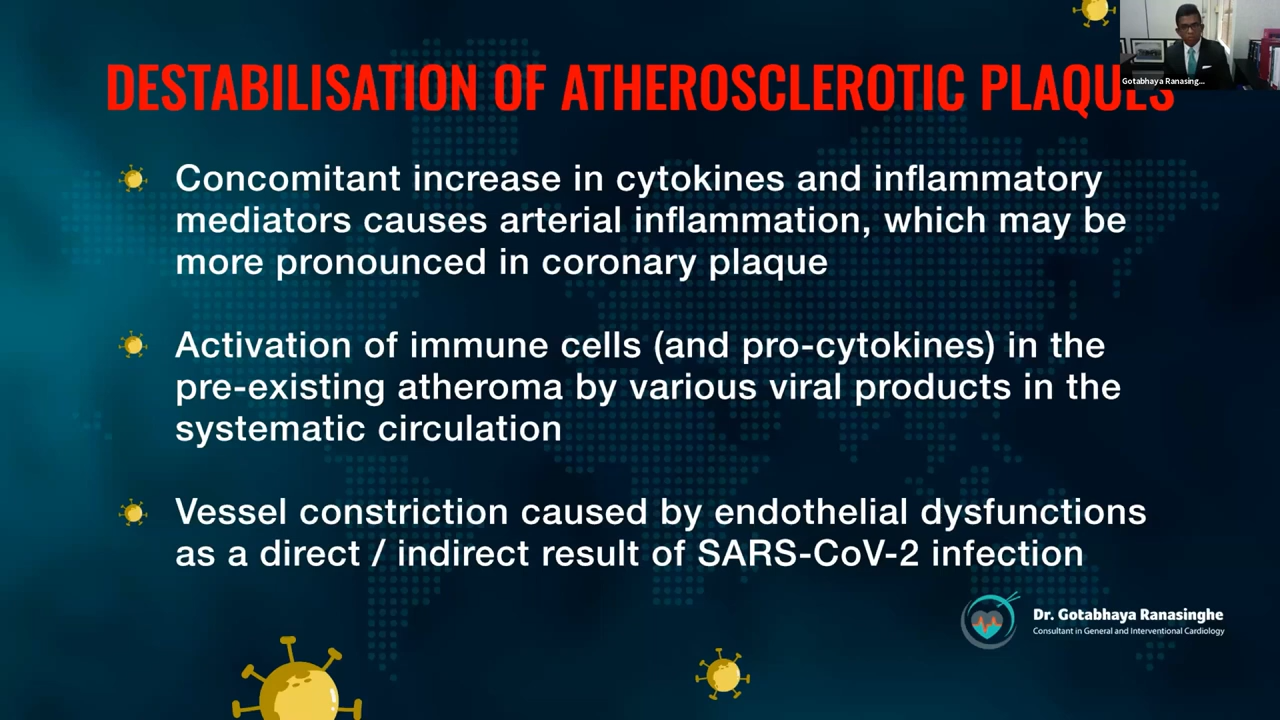 DESTABILISATION OF ATHEROSCLEROTIC PLAQUES
Gotabhaya Ranasing...
Concomitant increase in cytokines and inflammatory
mediators causes arterial inflammation, which may be
more pronounced in coronary plaque
Activation of immune cells (and pro-cytokines) in the
pre-existing atheroma by various viral products in the
systematic circulation
Vessel constriction caused by endothelial dysfunctions
as a direct / indirect result of SARS-CoV-2 infection
Dr. Gotabhaya Ranasinghe
Consultant in General and Interventional Cardiology